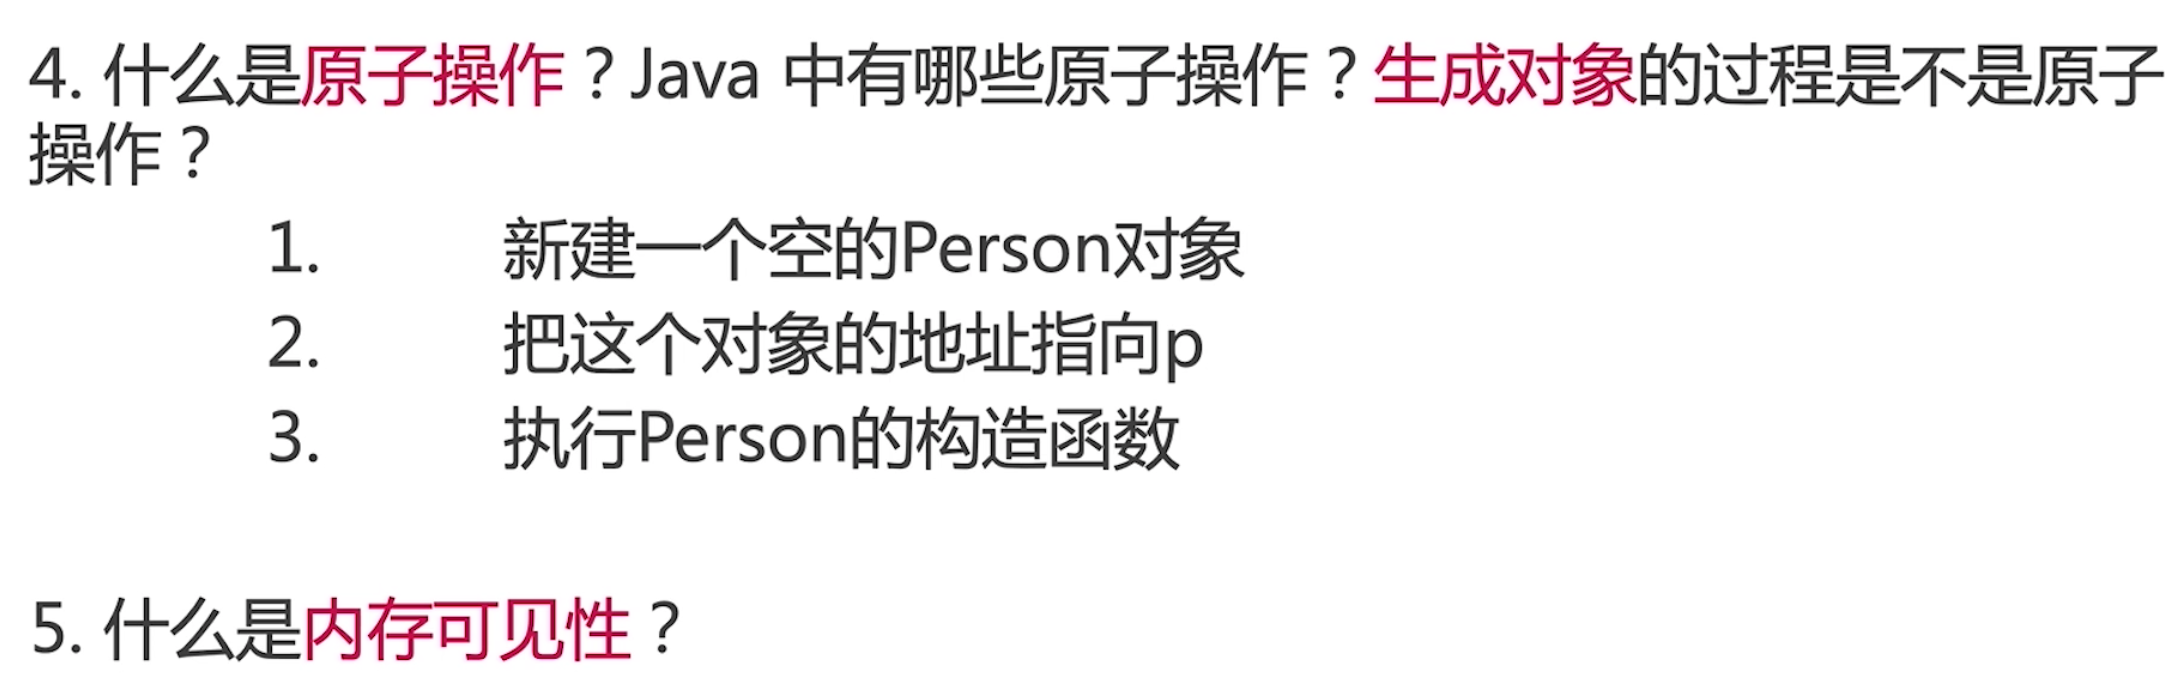 4. 什么是原子操作？Java 中有哪些原子操作？生成对象的过程是不是原子
操作？
1. 新建一个空的Person对象
2. 把这个对象的地址指向p
3. 执行Person的构造函数
5. 什么是内存可见性？